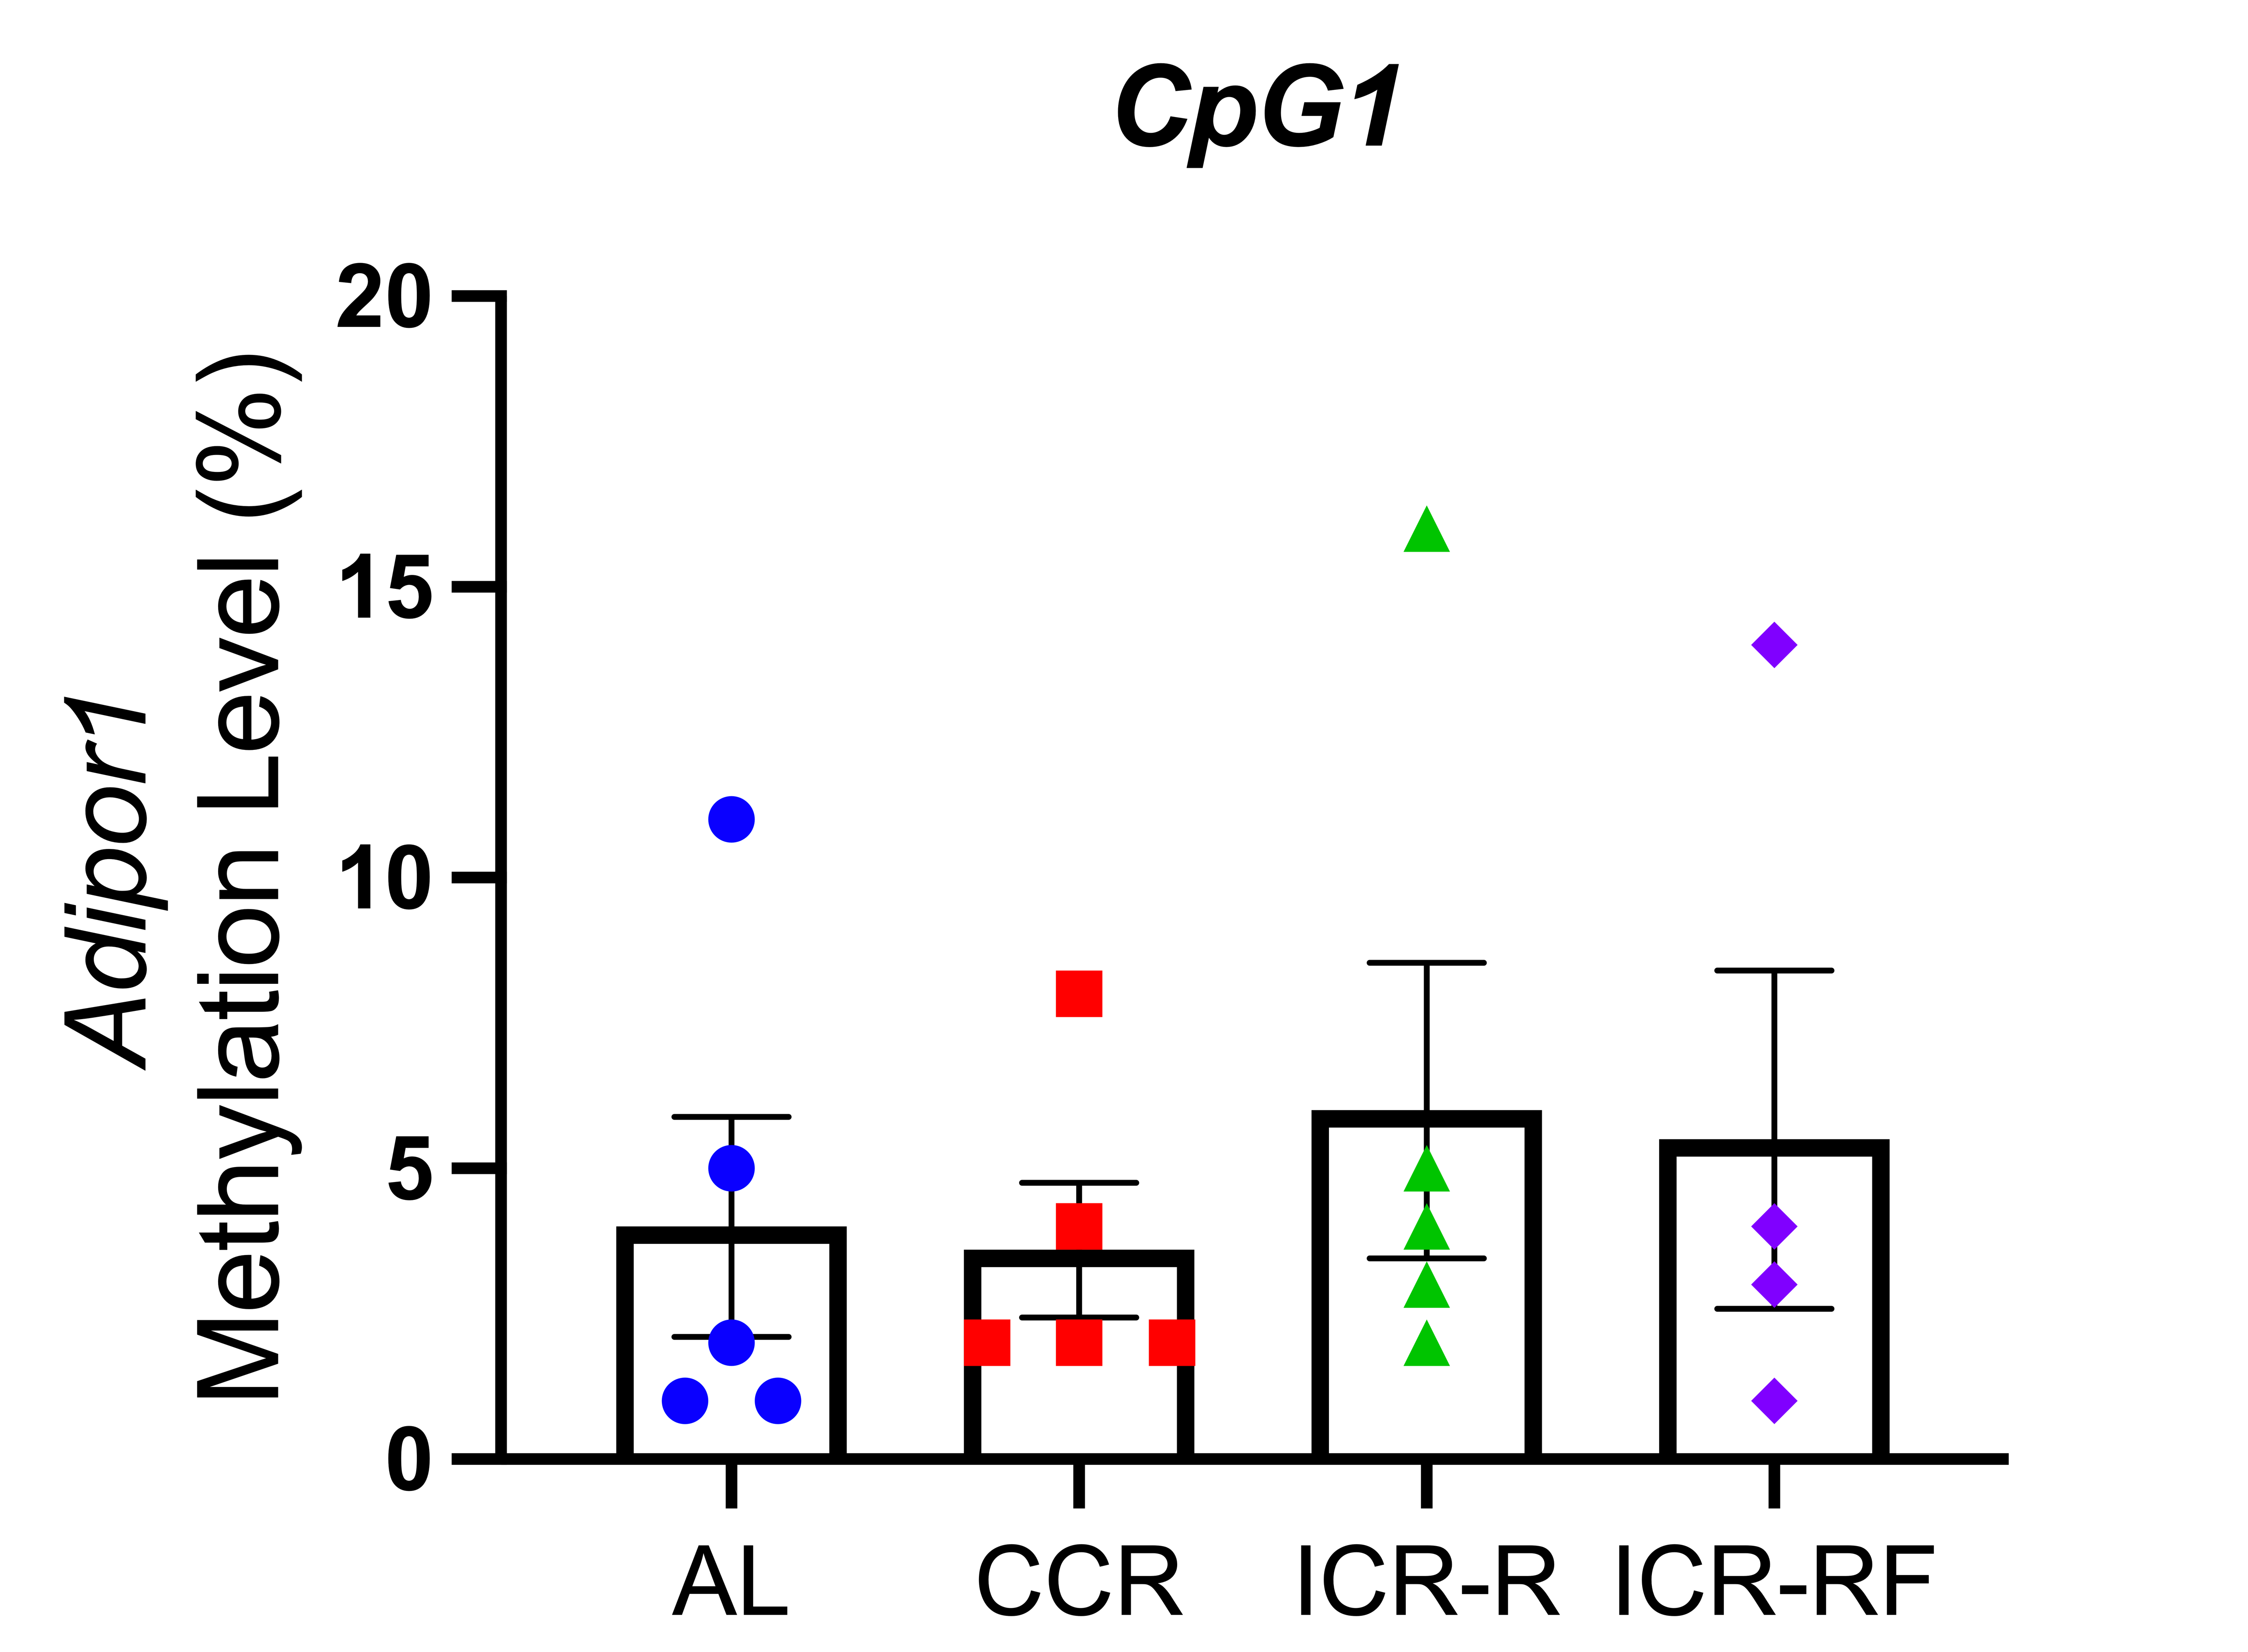 CpG1
Adipor1
Methylation Level (%)
20
15
10
5
0
AL
CCR
ICR-R
ICR-RF